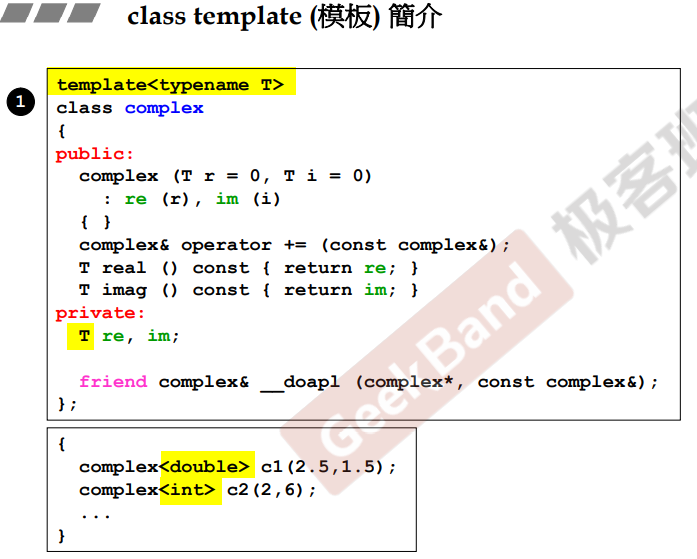 class template (模板) 簡介
1
template<typename T>
class complex
{
public:
  complex (T r = 0, T i = 0)
    : re (r), im (i)
  { }
  complex& operator += (const complex&);
  T real () const { return re; }
  T imag () const { return im; }
private:
  T re, im;
  friend complex& __doapl (complex*, const complex&);
};
{
  complex<double> c1(2.5,1.5);
  complex<int> c2(2,6);
  ...
}
GeekBand 极客班